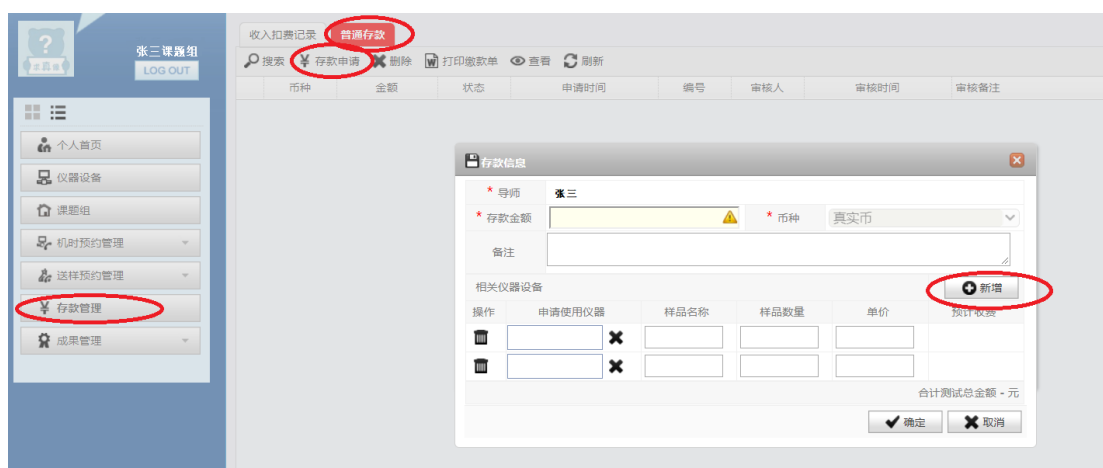 张三课题组
LOG OUT
个人首页
仪器设备
课题组
机时预约管理
送样预约管理
¥ 存款管理
成果管理
收入扣费记录 普通存款
搜索 ¥ 存款申请 删除 打印缴款单 查看 刷新
币种 金额 状态 申请时间 编号 审核人 审核时间 审核备注
存款信息
* 导师 张三
* 存款金额 * 币种 真实币
备注
相关仪器设备 新增
操作 申请使用仪器 样品名称 样品数量 单价 预计收费
合计测试总金额 - 元
确定 取消